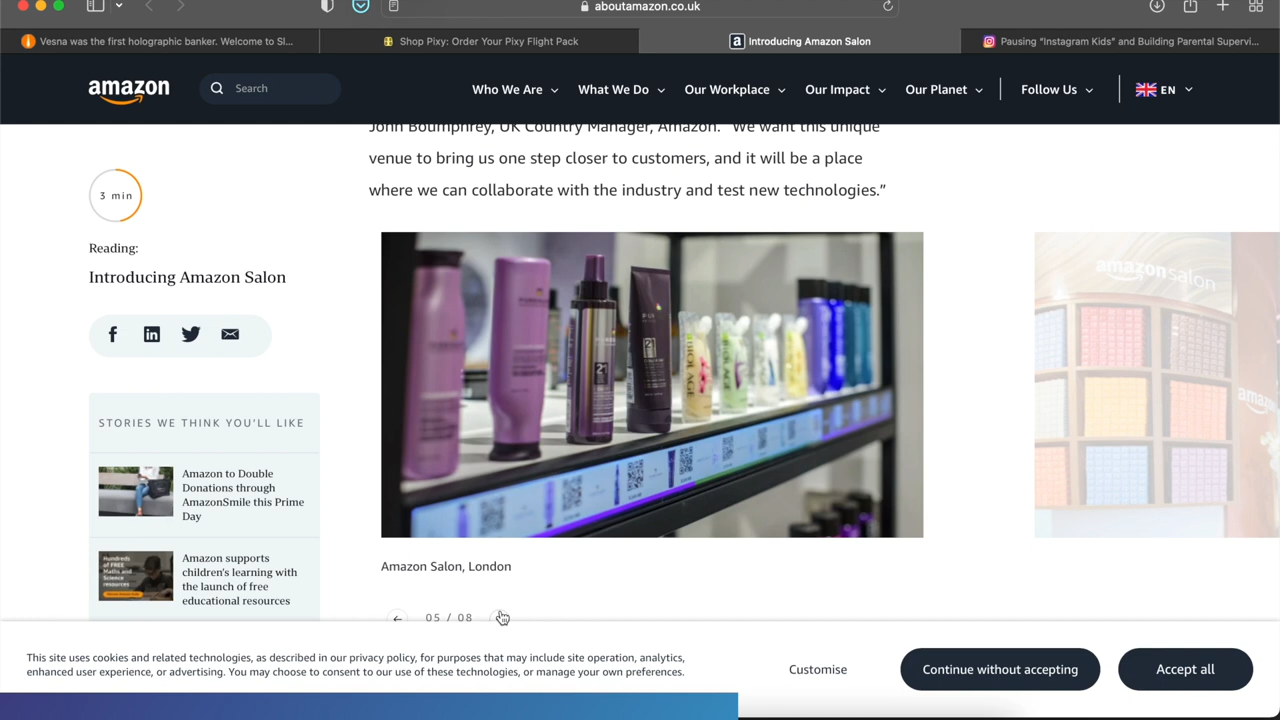 aboutamazon.co.uk
Vesna was the first holographic banker. Welcome to Sl...
Shop Pixy: Order Your Pixy Flight Pack
Introducing Amazon Salon
Pausing “Instagram Kids” and Building Parental Supervi...
amazon
Search
Who We Are
What We Do
Our Workplace
Our Impact
Our Planet
Follow Us
EN
John Boumphrey, UK Country Manager, Amazon. “We want this unique
venue to bring us one step closer to customers, and it will be a place
where we can collaborate with the industry and test new technologies.”
3 min
Reading:
Introducing Amazon Salon
STORIES WE THINK YOU'LL LIKE
Amazon to Double
Donations through
AmazonSmile this Prime
Day
Hundreds
of FREE
Maths and
Science
resources
Amazon supports
children's learning with
the launch of free
educational resources
BIOLAGE
amazon salon
Amazon Salon, London
05 / 08
This site uses cookies and related technologies, as described in our privacy policy, for purposes that may include site operation, analytics,
enhanced user experience, or advertising. You may choose to consent to our use of these technologies, or manage your own preferences.
Customise
Continue without accepting
Accept all